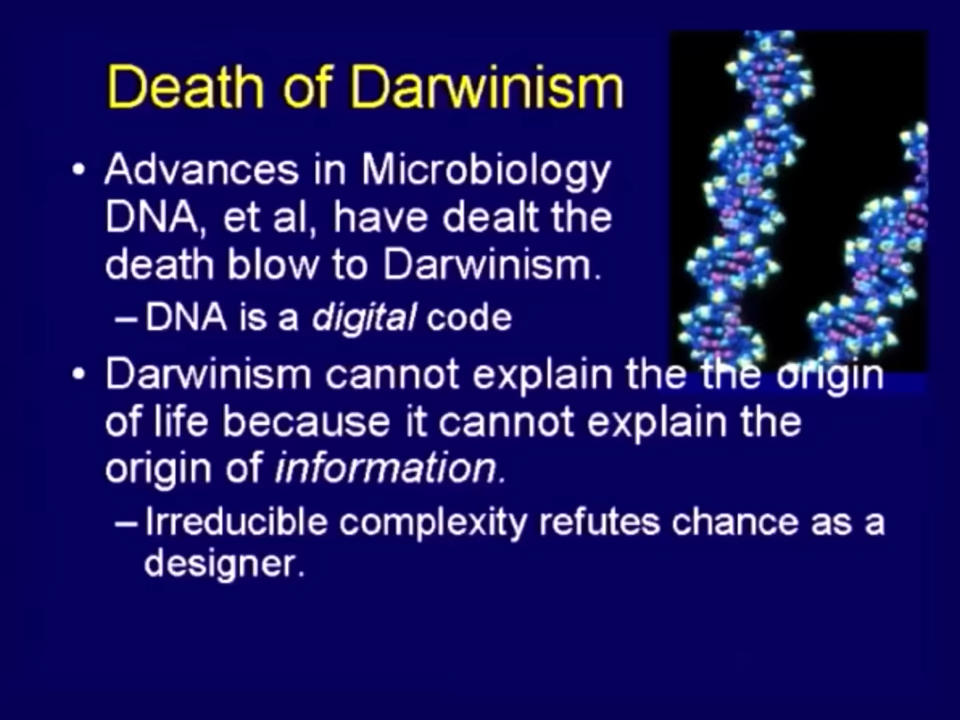 Death of Darwinism
• Advances in Microbiology
DNA, et al, have dealt the
death blow to Darwinism.
– DNA is a digital code
• Darwinism cannot explain the the origin
of life because it cannot explain the
origin of information.
– Irreducible complexity refutes chance as a
designer.